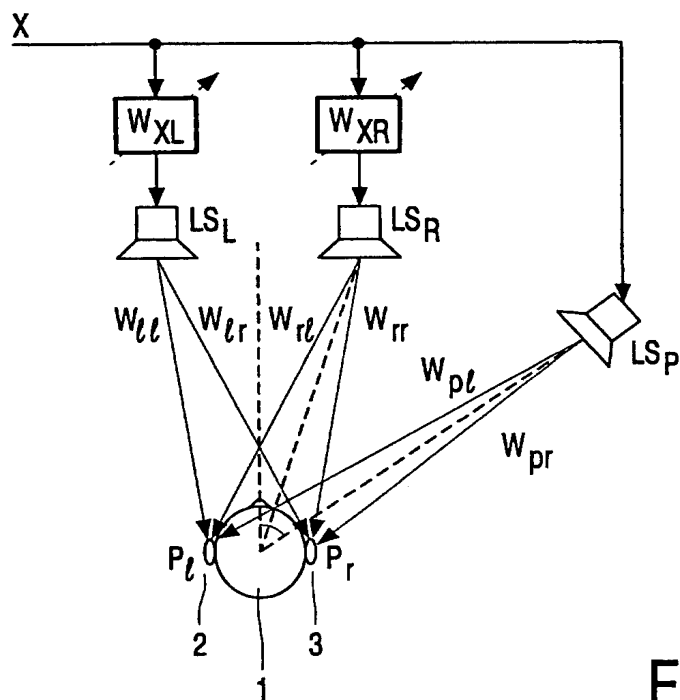 X
W_XL
W_XR
LS_L
LS_R
W_ℓℓ
W_ℓr
W_rℓ
W_rr
LS_P
W_pℓ
W_pr
P_ℓ
P_r
2
3
1
F